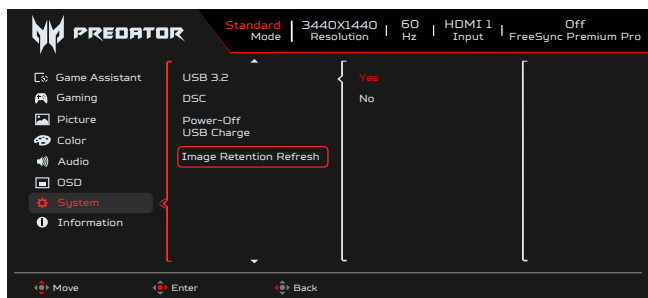 PREDATOR
Standard
Mode
3440X1440
Resolution
60
Hz
HDMI 1
Input
Off
FreeSync Premium Pro
Game Assistant
Gaming
Picture
Color
Audio
OSD
System
Information
USB 3.2
DSC
Power-Off
USB Charge
Image Retention Refresh
Yes
No
Move
Enter
Back